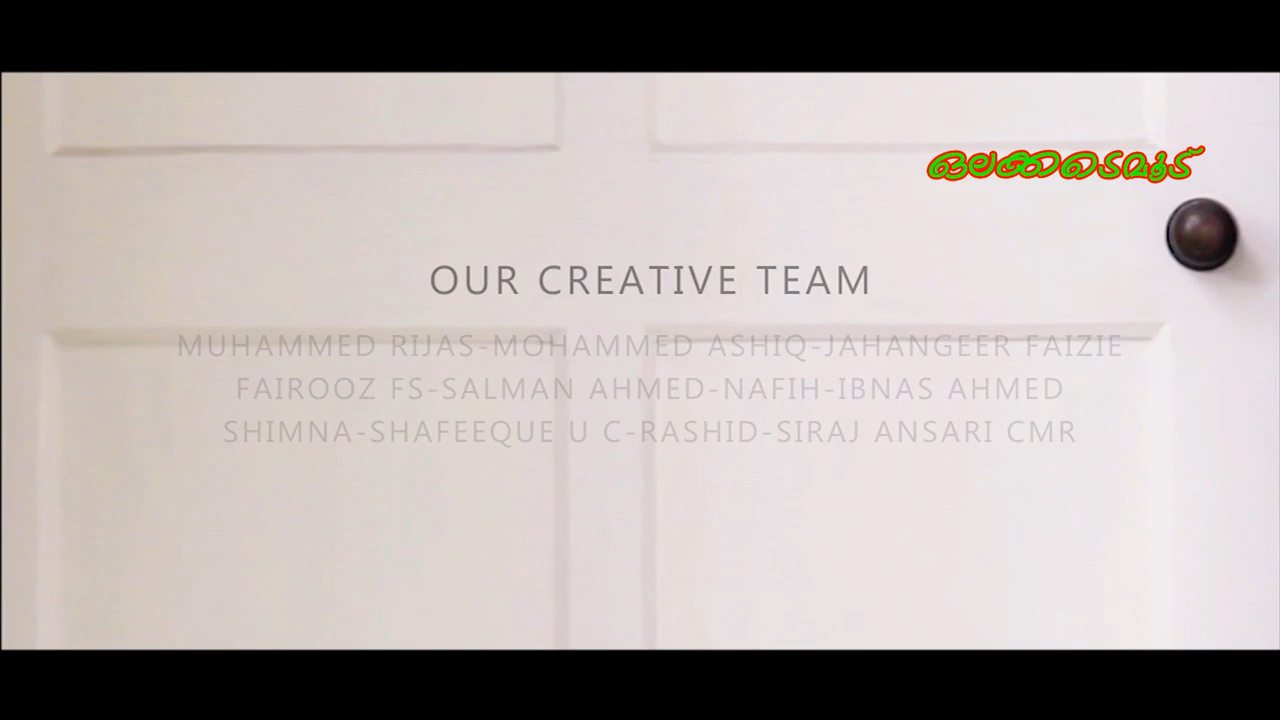 ഒലക്കടെമൂട്
OUR CREATIVE TEAM
MUHAMMED RIJAS-MOHAMMED ASHIQ-JAHANGEER FAIZIE
FAIROOZ FS-SALMAN AHMED-NAFIH-IBNAS AHMED
SHIMNA-SHAFEEQUE U C-RASHID-SIRAJ ANSARI CMR